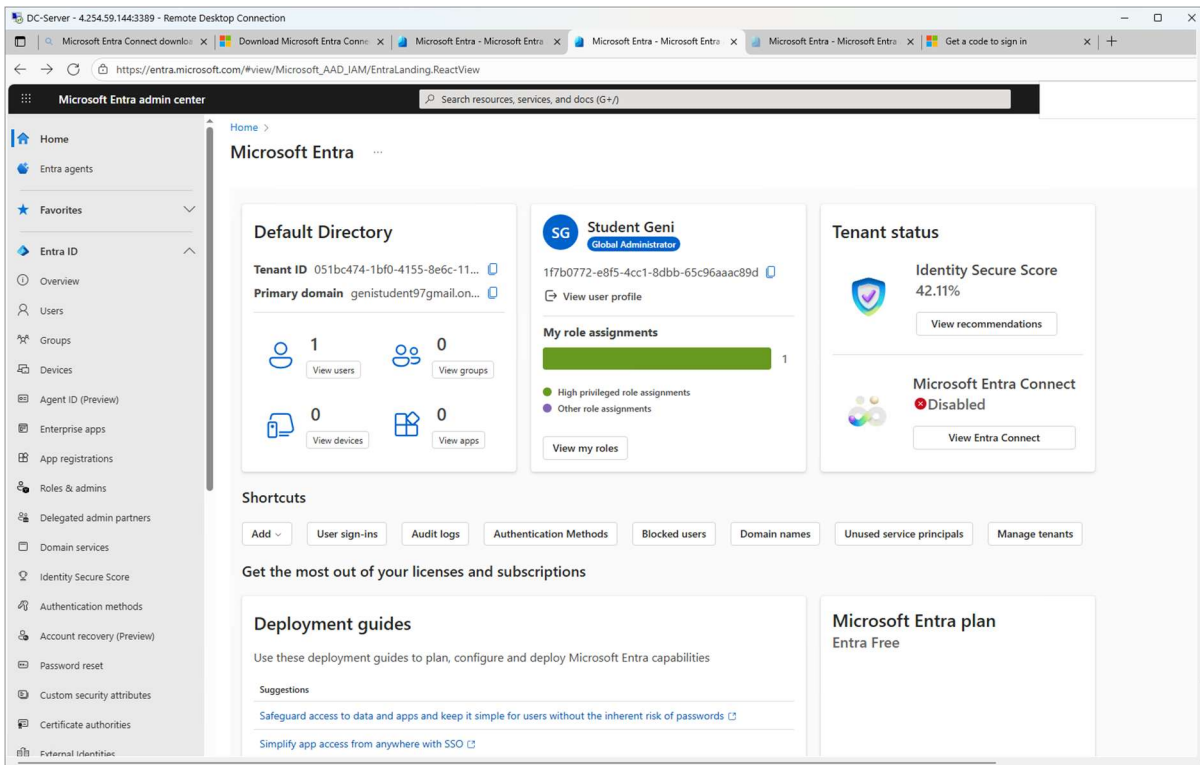 DC-Server - 4.254.59.144:3389 - Remote Desktop Connection
Microsoft Entra Connect downloa
Download Microsoft Entra Conne
Microsoft Entra - Microsoft Entra
Microsoft Entra - Microsoft Entra
Microsoft Entra - Microsoft Entra
Get a code to sign in
https://entra.microsoft.com/#view/Microsoft_AAD_IAM/EntraLanding.ReactView
Microsoft Entra admin center
Search resources, services, and docs (G+/)
Home
Entra agents
Favorites
Entra ID
Overview
Users
Groups
Devices
Agent ID (Preview)
Enterprise apps
App registrations
Roles & admins
Delegated admin partners
Domain services
Identity Secure Score
Authentication methods
Account recovery (Preview)
Password reset
Custom security attributes
Certificate authorities
External Identities
Home >
Microsoft Entra ...
Default Directory
Tenant ID 051bc474-1bf0-4155-8e6c-11...
Primary domain genistudent97gmail.on...
1
View users
0
View groups
0
View devices
0
View apps
SG
Student Geni
Global Administrator
1f7b0772-e8f5-4cc1-8dbb-65c96aaac89d
View user profile
My role assignments
1
High privileged role assignments
Other role assignments
View my roles
Tenant status
Identity Secure Score
42.11%
View recommendations
Microsoft Entra Connect
Disabled
View Entra Connect
Shortcuts
Add
User sign-ins
Audit logs
Authentication Methods
Blocked users
Domain names
Unused service principals
Manage tenants
Get the most out of your licenses and subscriptions
Deployment guides
Use these deployment guides to plan, configure and deploy Microsoft Entra capabilities
Suggestions
Safeguard access to data and apps and keep it simple for users without the inherent risk of passwords
Simplify app access from anywhere with SSO
Microsoft Entra plan
Entra Free